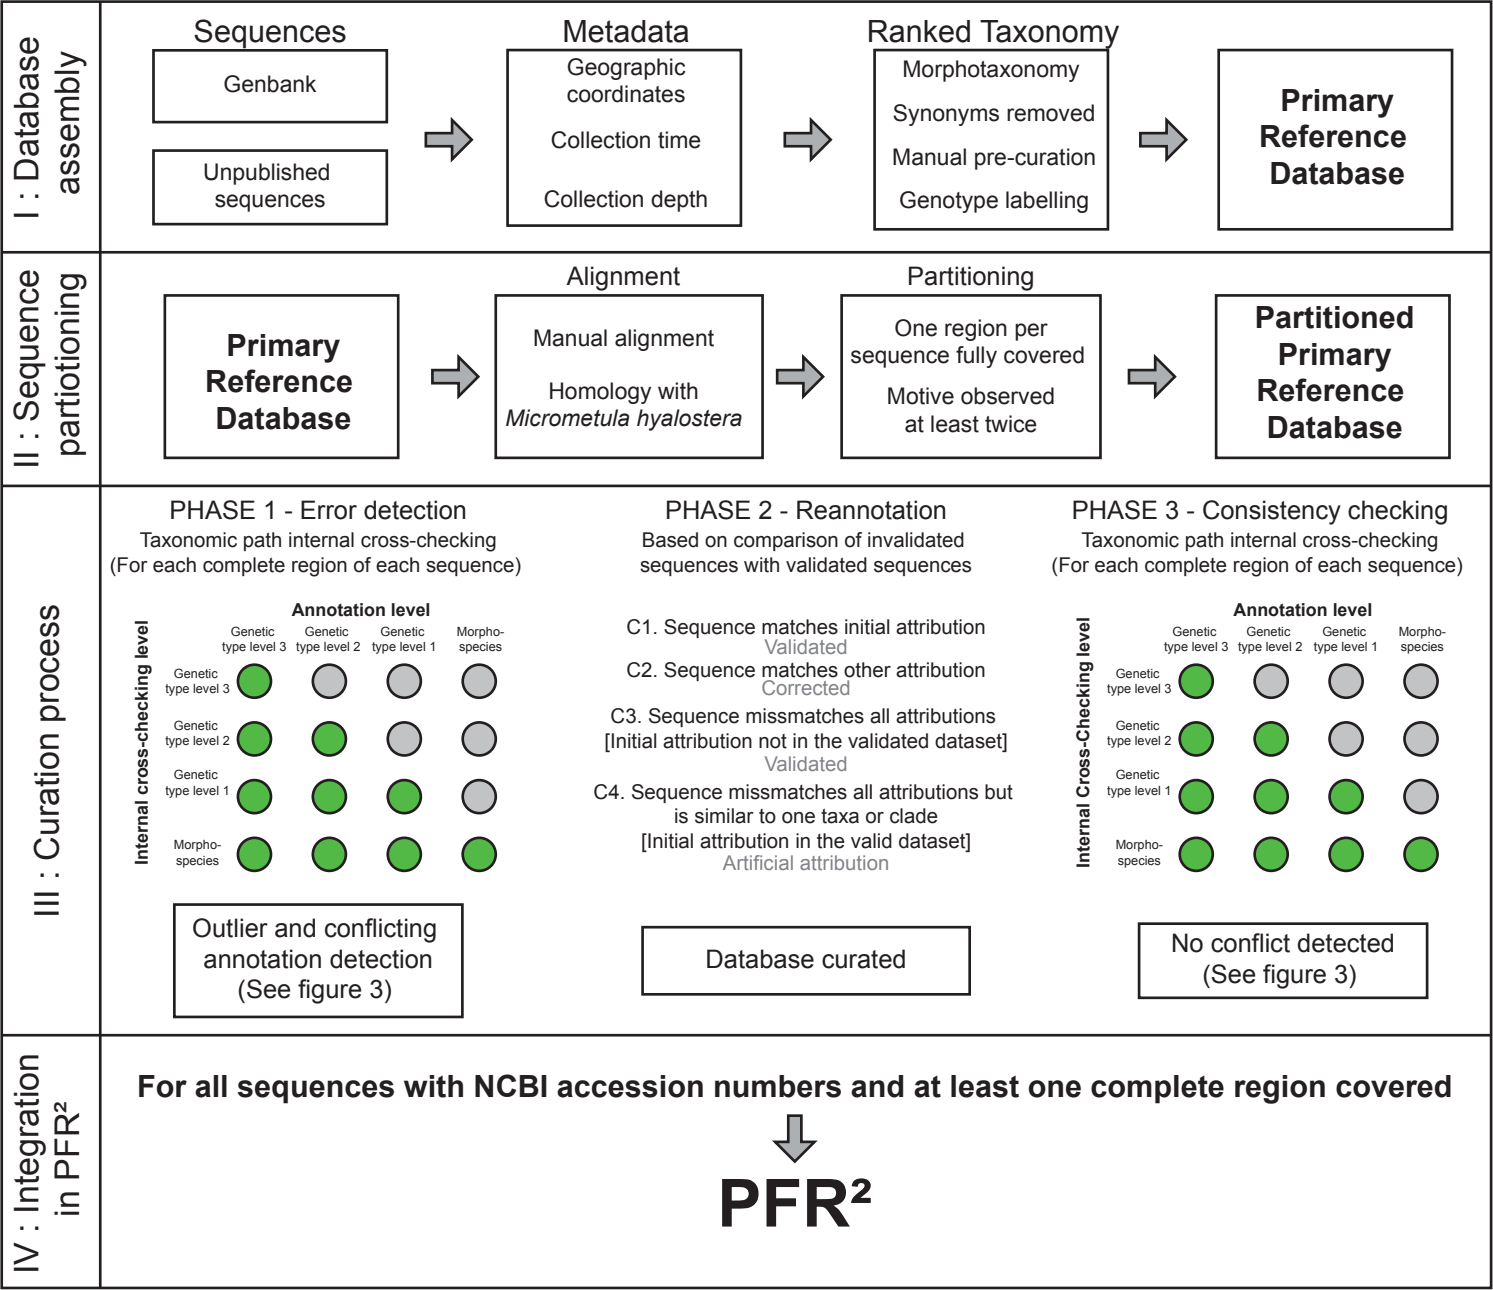 I : Database
assembly
Sequences
Genbank
Unpublished
sequences
Metadata
Geographic
coordinates
Collection time
Collection depth
Ranked Taxonomy
Morphotaxonomy
Synonyms removed
Manual pre-curation
Genotype labelling
Primary
Reference
Database
II : Sequence
partiotioning
Primary
Reference
Database
Alignment
Manual alignment
Homology with
Micrometula hyalostera
Partitioning
One region per
sequence fully covered
Motive observed
at least twice
Partitioned
Primary
Reference
Database
III : Curation process
PHASE 1 - Error detection
Taxonomic path internal cross-checking
(For each complete region of each sequence)
Annotation level
Genetic
type level 3
Genetic
type level 2
Genetic
type level 1
Morpho-
species
Internal cross-checking level
Genetic
type level 3
Genetic
type level 2
Genetic
type level 1
Morpho-
species
Outlier and conflicting
annotation detection
(See figure 3)
PHASE 2 - Reannotation
Based on comparison of invalidated
sequences with validated sequences
C1. Sequence matches initial attribution
Validated
C2. Sequence matches other attribution
Corrected
C3. Sequence missmatches all attributions
[Initial attribution not in the validated dataset]
Validated
C4. Sequence missmatches all attributions but
is similar to one taxa or clade
[Initial attribution in the valid dataset]
Artificial attribution
Database curated
PHASE 3 - Consistency checking
Taxonomic path internal cross-checking
(For each complete region of each sequence)
Annotation level
Genetic
type level 3
Genetic
type level 2
Genetic
type level 1
Morpho-
species
Internal Cross-Checking level
Genetic
type level 3
Genetic
type level 2
Genetic
type level 1
Morpho-
species
No conflict detected
(See figure 3)
IV : Integration
in PFR²
For all sequences with NCBI accession numbers and at least one complete region covered
PFR²